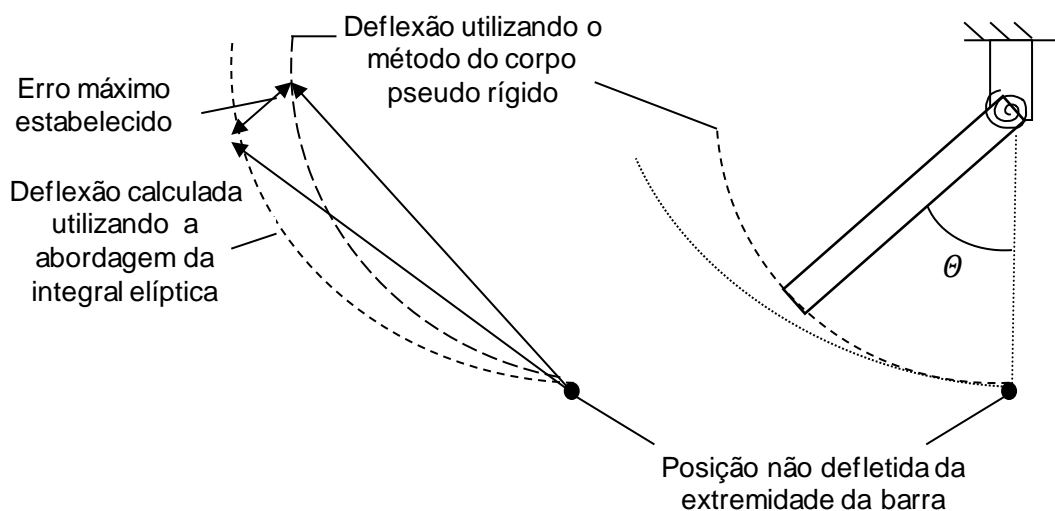 Deflexão utilizando o
método do corpo
pseudo rígido
Erro máximo
estabelecido
Deflexão calculada
utilizando a
abordagem da
integral elíptica
Θ
Posição não defletida da
extremidade da barra